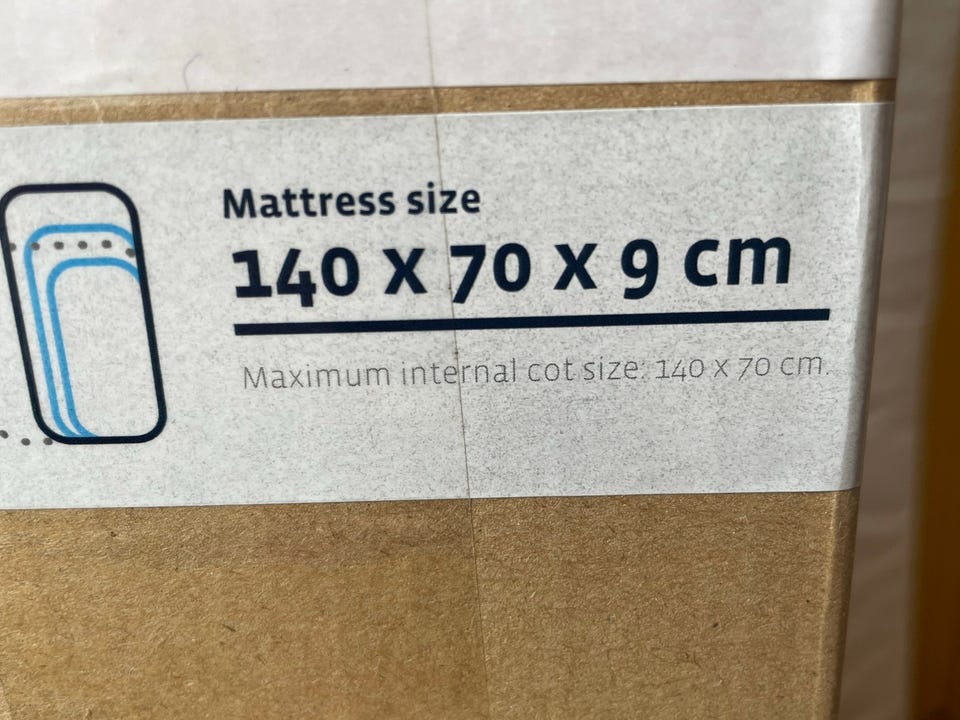 Mattress size
140 x 70 x 9 cm
Maximum internal cot size: 140 x 70 cm.